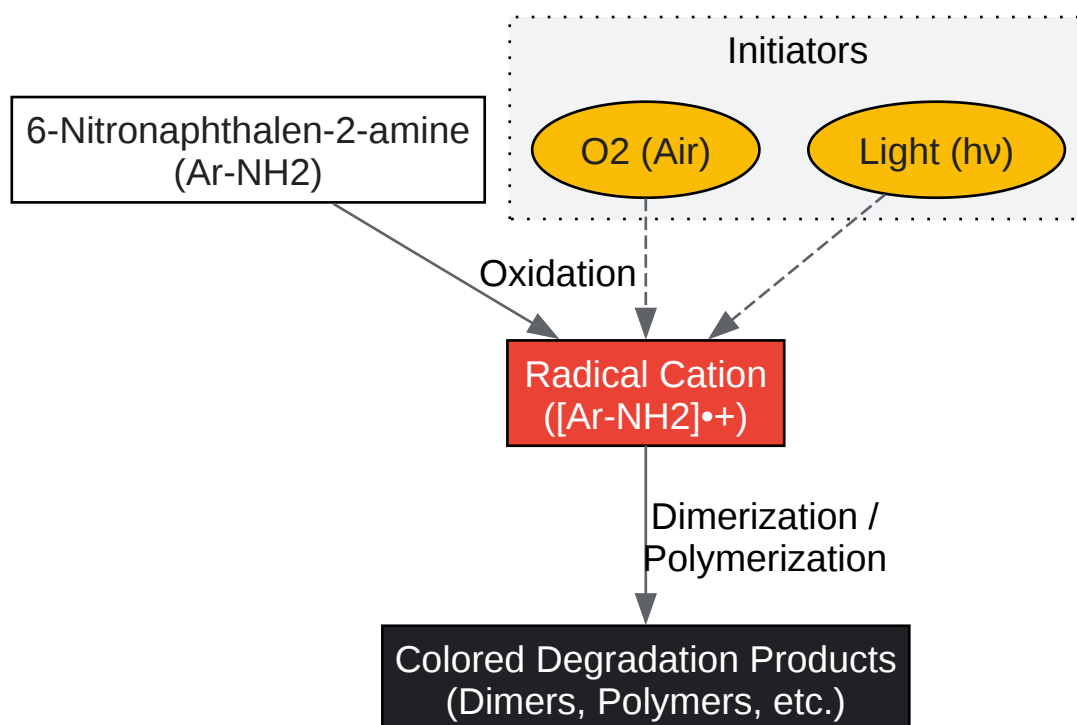 Initiators
6-Nitronaphthalen-2-amine
(Ar-NH2)
O2 (Air)
Light (hν)
Oxidation
Radical Cation
([Ar-NH2]•+)
Dimerization /
Polymerization
Colored Degradation Products
(Dimers, Polymers, etc.)